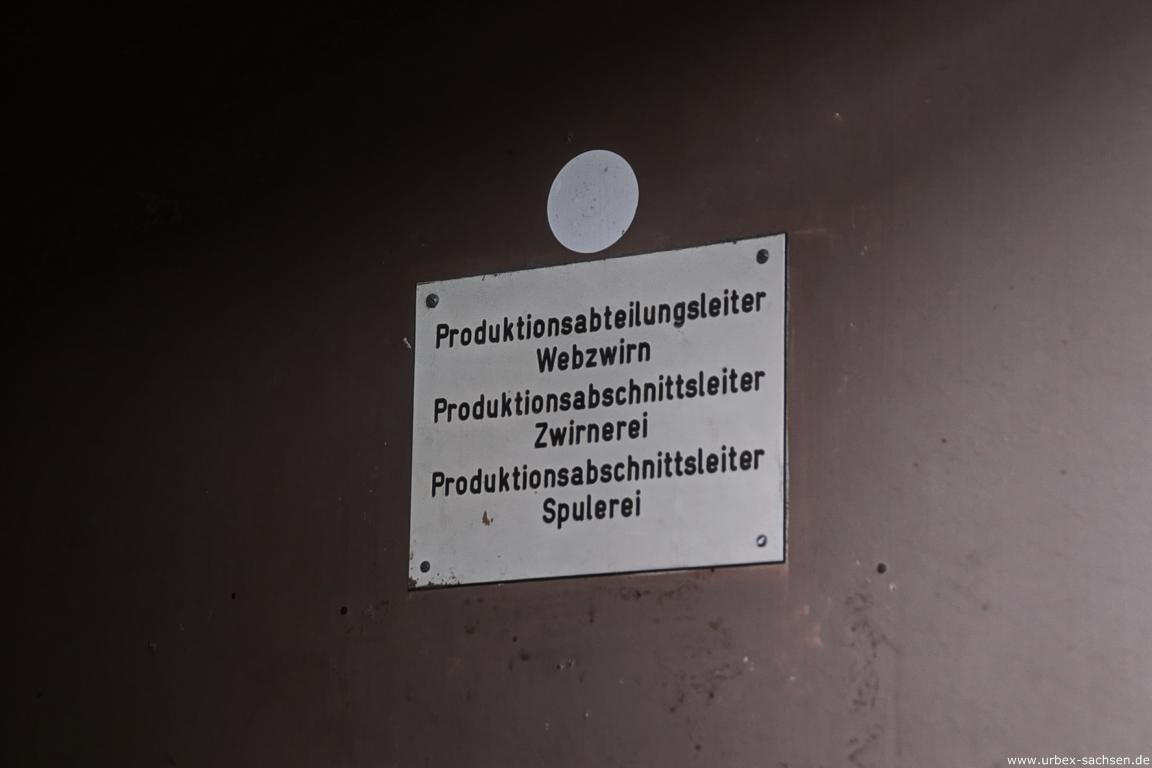 Produktionsabteilungsleiter
Webzwirn
Produktionsabschnittsleiter
Zwirnerei
Produktionsabschnittsleiter
Spulerei
www.urbex-sachsen.de